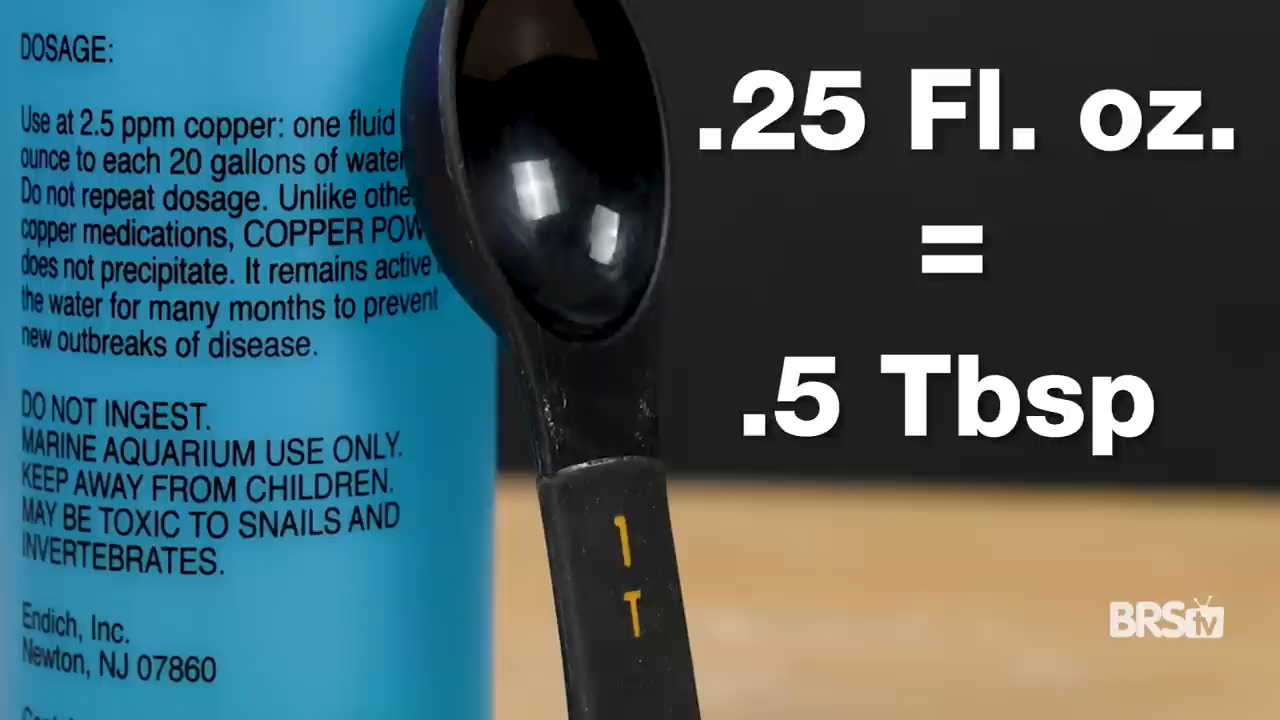 DOSAGE:
Use at 2.5 ppm copper: one fluid
ounce to each 20 gallons of water
Do not repeat dosage. Unlike othe
copper medications, COPPER POW
does not precipitate. It remains active
the water for many months to prevent
new outbreaks of disease.
DO NOT INGEST.
MARINE AQUARIUM USE ONLY.
KEEP AWAY FROM CHILDREN.
MAY BE TOXIC TO SNAILS AND
INVERTEBRATES.
Endich, Inc.
Newton, NJ 07860
1
T
.25 Fl. oz.
=
.5 Tbsp
BRStv